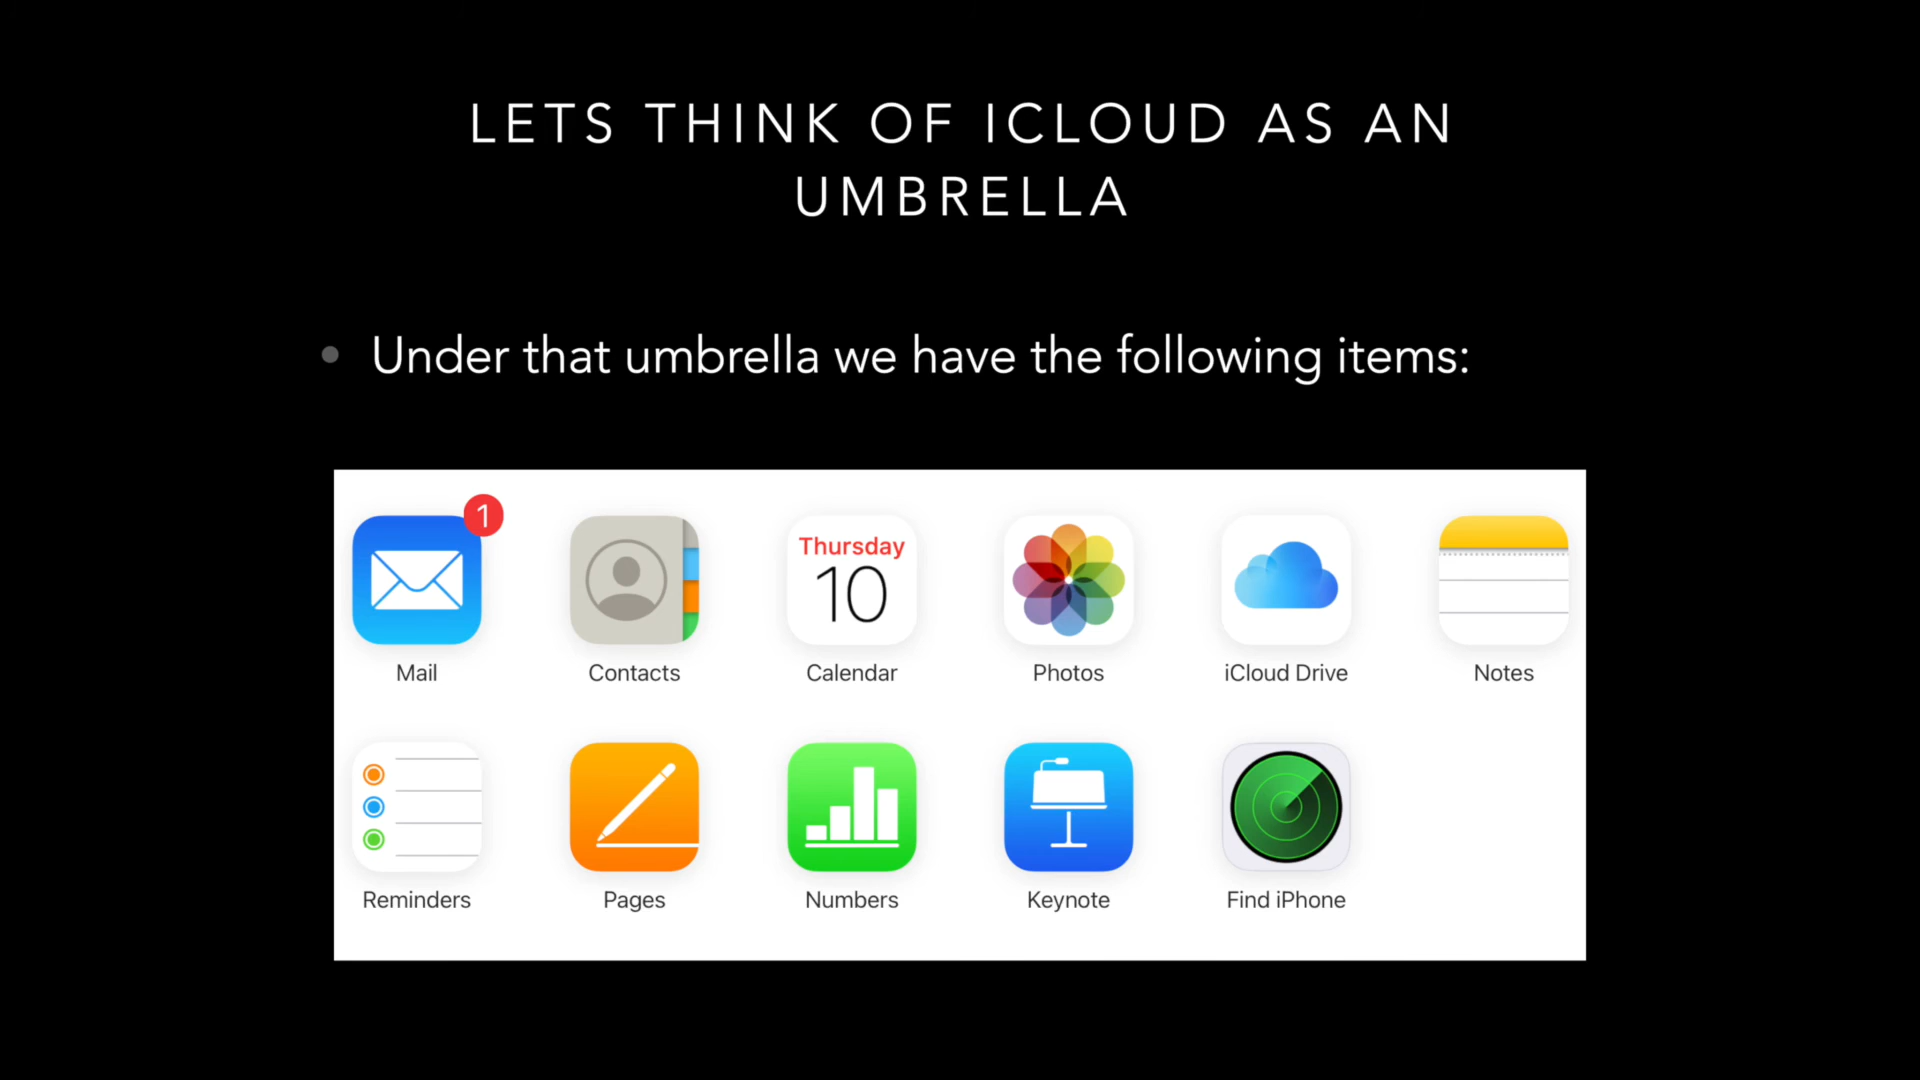 LETS THINK OF ICLOUD AS AN
UMBRELLA
• Under that umbrella we have the following items:
1
Thursday
10
Mail Contacts Calendar Photos iCloud Drive Notes
Reminders Pages Numbers Keynote Find iPhone